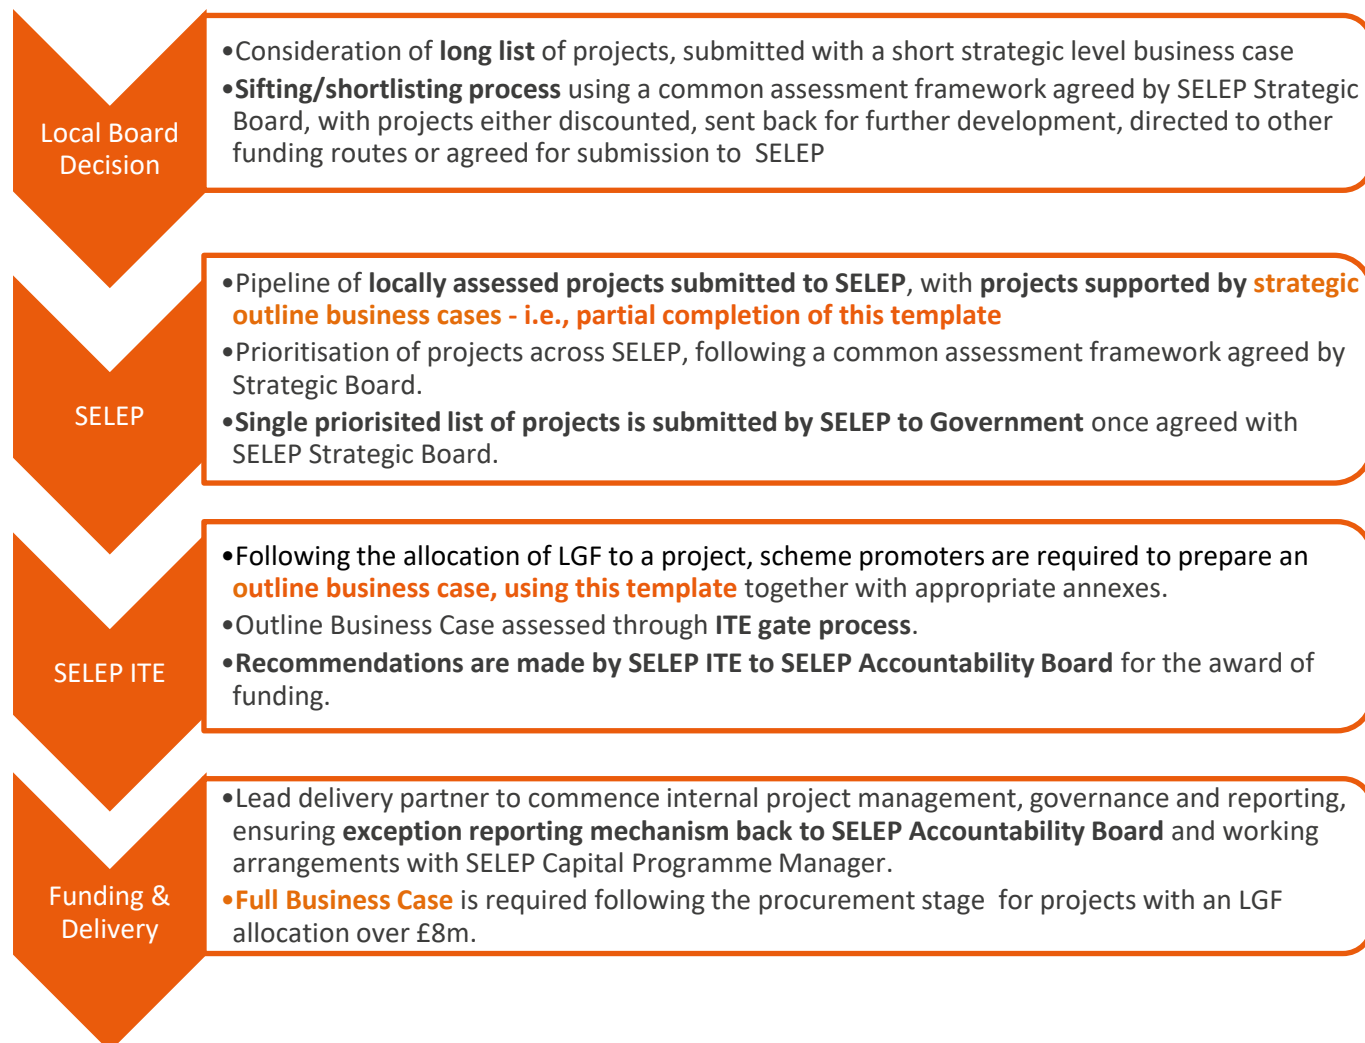 Local Board
Decision
•Consideration of long list of projects, submitted with a short strategic level business case
•Sifting/shortlisting process using a common assessment framework agreed by SELEP Strategic
Board, with projects either discounted, sent back for further development, directed to other
funding routes or agreed for submission to SELEP
SELEP
•Pipeline of locally assessed projects submitted to SELEP, with projects supported by strategic
outline business cases - i.e., partial completion of this template
•Prioritisation of projects across SELEP, following a common assessment framework agreed by
Strategic Board.
•Single priorisited list of projects is submitted by SELEP to Government once agreed with
SELEP Strategic Board.
SELEP ITE
•Following the allocation of LGF to a project, scheme promoters are required to prepare an
outline business case, using this template together with appropriate annexes.
•Outline Business Case assessed through ITE gate process.
•Recommendations are made by SELEP ITE to SELEP Accountability Board for the award of
funding.
Funding &
Delivery
•Lead delivery partner to commence internal project management, governance and reporting,
ensuring exception reporting mechanism back to SELEP Accountability Board and working
arrangements with SELEP Capital Programme Manager.
•Full Business Case is required following the procurement stage for projects with an LGF
allocation over £8m.